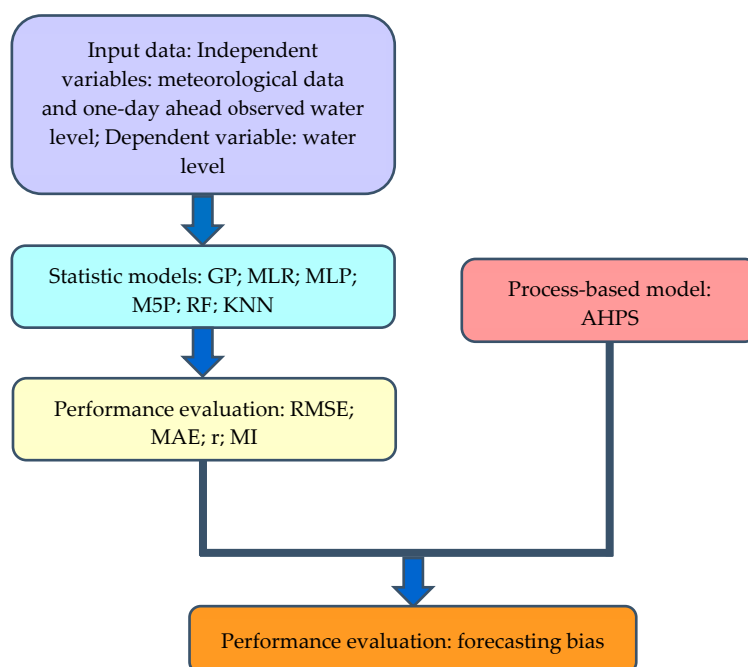 Input data: Independent
variables: meteorological data
and one-day ahead observed water
level; Dependent variable: water
level
Statistic models: GP; MLR; MLP;
M5P; RF; KNN
Process-based model:
AHPS
Performance evaluation: RMSE;
MAE; r; MI
Performance evaluation: forecasting bias